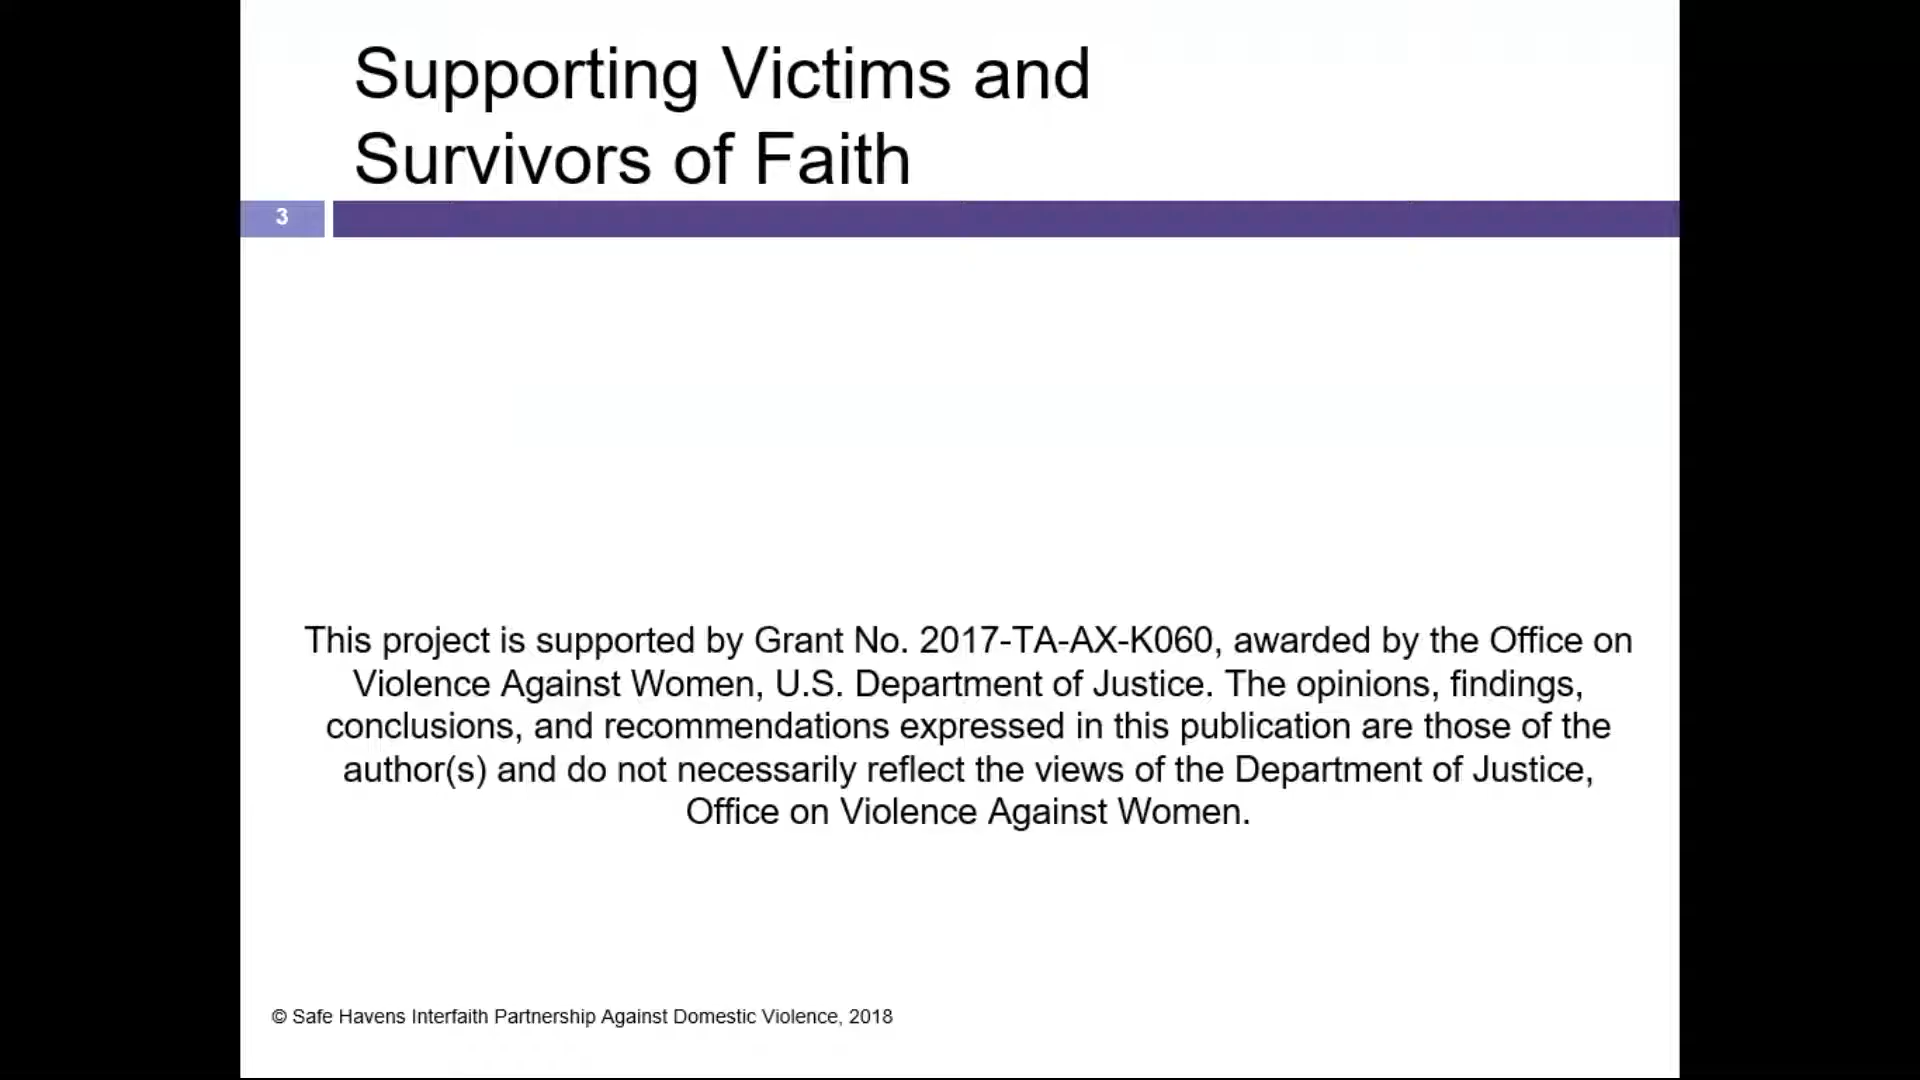 Supporting Victims and
Survivors of Faith
3
This project is supported by Grant No. 2017-TA-AX-K060, awarded by the Office on
Violence Against Women, U.S. Department of Justice. The opinions, findings,
conclusions, and recommendations expressed in this publication are those of the
author(s) and do not necessarily reflect the views of the Department of Justice,
Office on Violence Against Women.
© Safe Havens Interfaith Partnership Against Domestic Violence, 2018